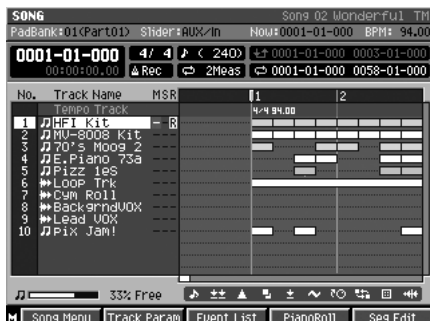 SONG Song 02 Wonderful TM
PadBank:01(Part01) Slider:AUX/In Now:0001-01-000 BPM: 94.00
0001-01-000 4/ 4 ♪ ( 240) 0001-01-000 0003-01-000
00:00:00.00 Rec 2Meas 0001-01-000 0058-01-000
No. Track Name MSR 1 2
Tempo Track 4/4 94.00
1 HFI Kit --R
2 MV-8008 Kit ---
3 70's Moog 2 ---
4 E.Piano 73a ---
5 Pizz 1eS ---
6 Loop Trk ---
7 Cym Roll ---
8 BackgrndVOX ---
9 Lead VOX ---
10 Pix Jam! ---
33% Free
M Song Menu Track Param Event List PianoRoll Seq Edit